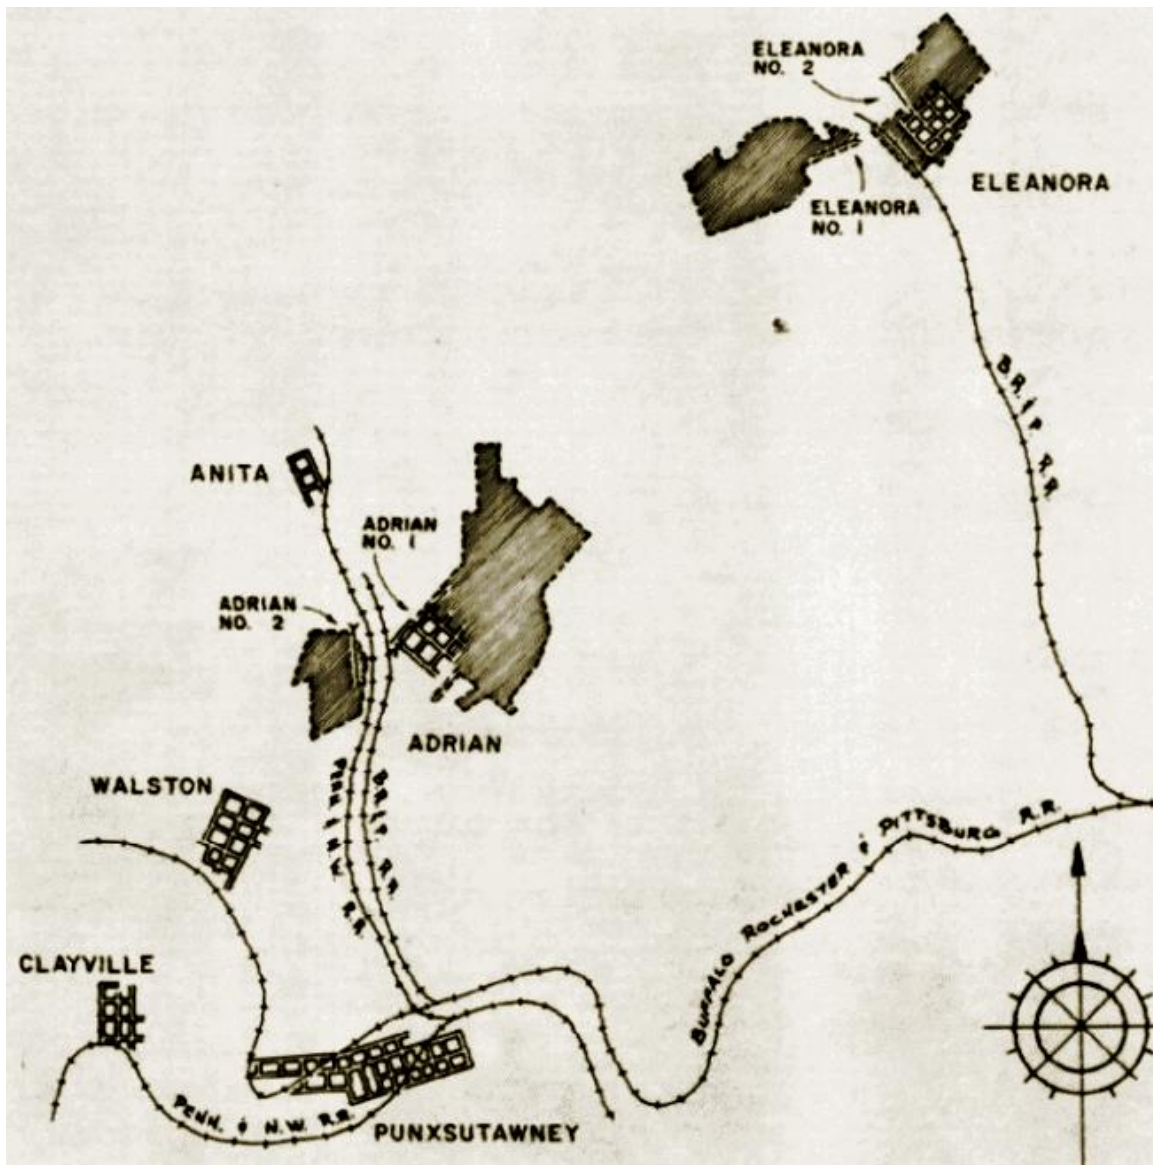 ELEANORA
NO. 2
ELEANORA
ELEANORA
NO. 1
B.R. & P. R.R.
ANITA
ADRIAN
NO. 1
ADRIAN
NO. 2
ADRIAN
WALSTON
PENN & N.W. R.R.
B.R. & P. R.R.
BUFFALO ROCHESTER & PITTSBURG R.R.
CLAYVILLE
PENN. & N.W. R.R.
PUNXSUTAWNEY